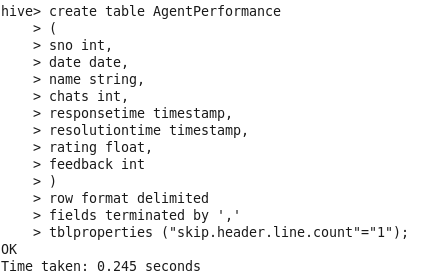 hive> create table AgentPerformance
    > (
    > sno int,
    > date date,
    > name string,
    > chats int,
    > responsetime timestamp,
    > resolutiontime timestamp,
    > rating float,
    > feedback int
    > )
    > row format delimited
    > fields terminated by ','
    > tblproperties ("skip.header.line.count"="1");
OK
Time taken: 0.245 seconds